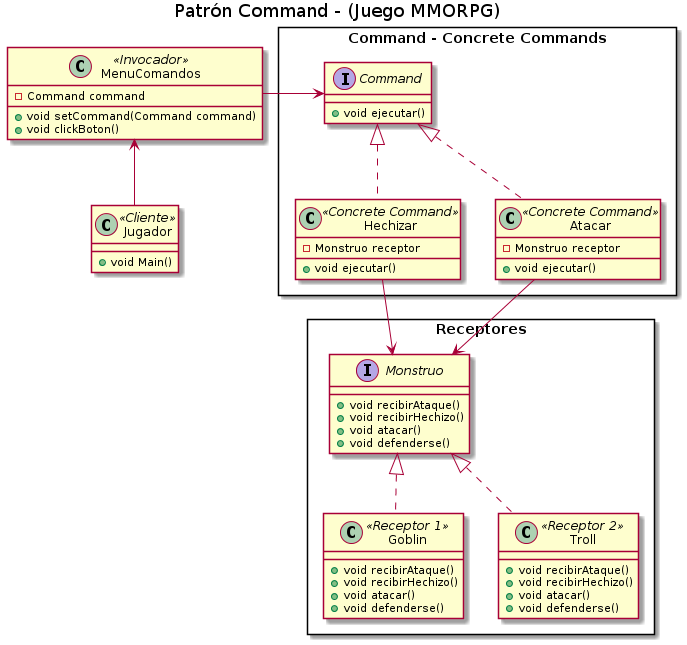 Patrón Command - (Juego MMORPG)
«Invocador»
C MenuComandos
Command command
void setCommand(Command command)
void clickBoton()
«Cliente»
C Jugador
void Main()
Command - Concrete Commands
I Command
void ejecutar()
«Concrete Command»
C Hechizar
Monstruo receptor
void ejecutar()
«Concrete Command»
C Atacar
Monstruo receptor
void ejecutar()
Receptores
I Monstruo
void recibirAtaque()
void recibirHechizo()
void atacar()
void defenderse()
«Receptor 1»
C Goblin
void recibirAtaque()
void recibirHechizo()
void atacar()
void defenderse()
«Receptor 2»
C Troll
void recibirAtaque()
void recibirHechizo()
void atacar()
void defenderse()